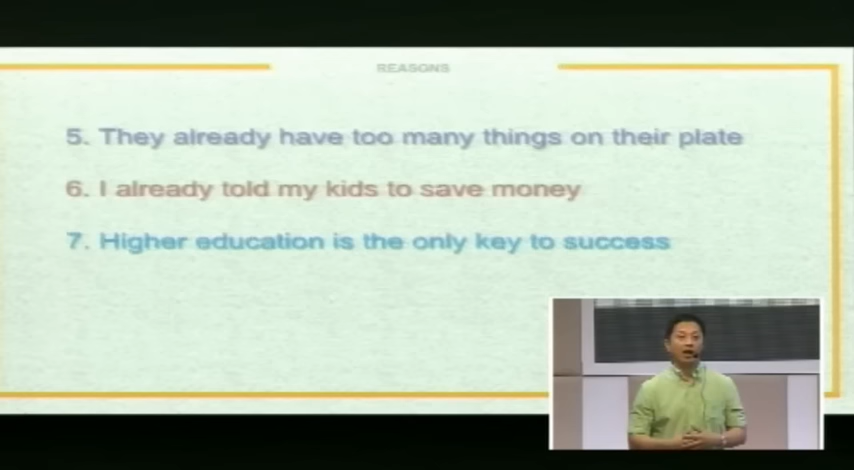 REASONS
5. They already have too many things on their plate
6. I already told my kids to save money
7. Higher education is the only key to success